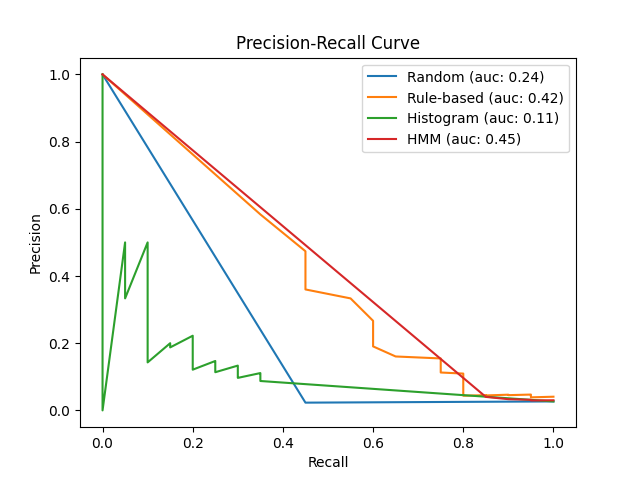 Precision-Recall Curve
Random (auc: 0.24)
Rule-based (auc: 0.42)
Histogram (auc: 0.11)
HMM (auc: 0.45)
Precision
1.0
0.8
0.6
0.4
0.2
0.0
0.0 0.2 0.4 0.6 0.8 1.0
Recall